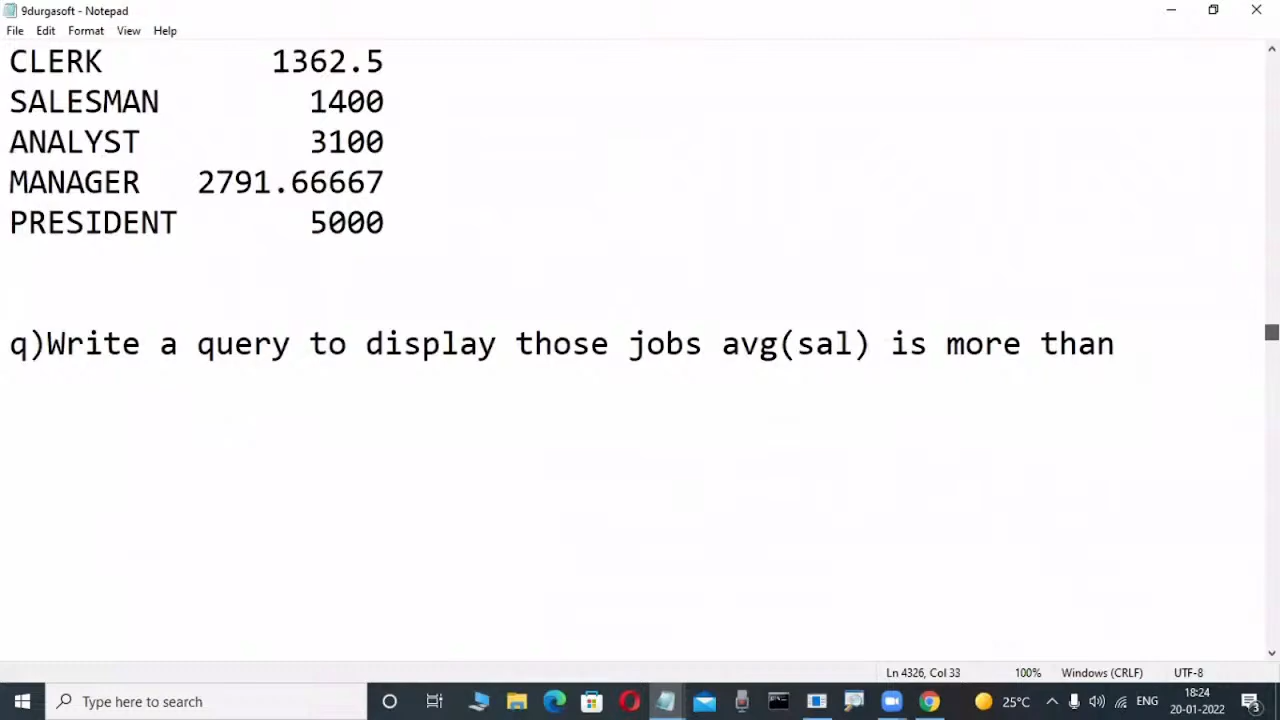 9durgasoft - Notepad
File Edit Format View Help
CLERK 1362.5
SALESMAN 1400
ANALYST 3100
MANAGER 2791.66667
PRESIDENT 5000
q)Write a query to display those jobs avg(sal) is more than
Ln 4326, Col 33 100% Windows (CRLF) UTF-8
Type here to search 25°C ENG 18:24
20-01-2022 3